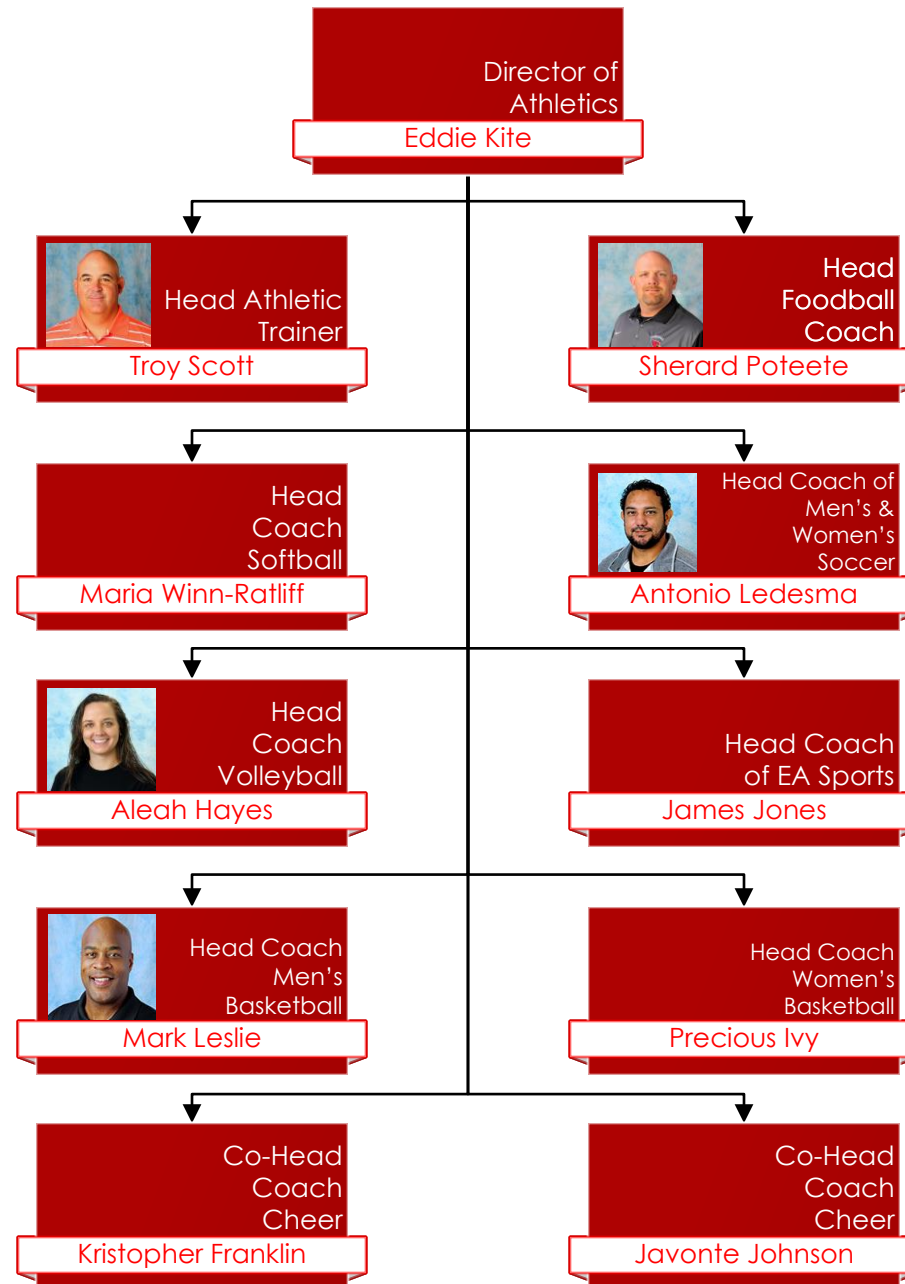 Director of
Athletics
Eddie Kite
Head Athletic
Trainer
Troy Scott
Head
Foodball
Coach
Sherard Poteete
Head
Coach
Softball
Maria Winn-Ratliff
Head Coach of
Men's &
Women's
Soccer
Antonio Ledesma
Head
Coach
Volleyball
Aleah Hayes
Head Coach
of EA Sports
James Jones
Head Coach
Men's
Basketball
Mark Leslie
Head Coach
Women's
Basketball
Precious Ivy
Co-Head
Coach
Cheer
Kristopher Franklin
Co-Head
Coach
Cheer
Javonte Johnson